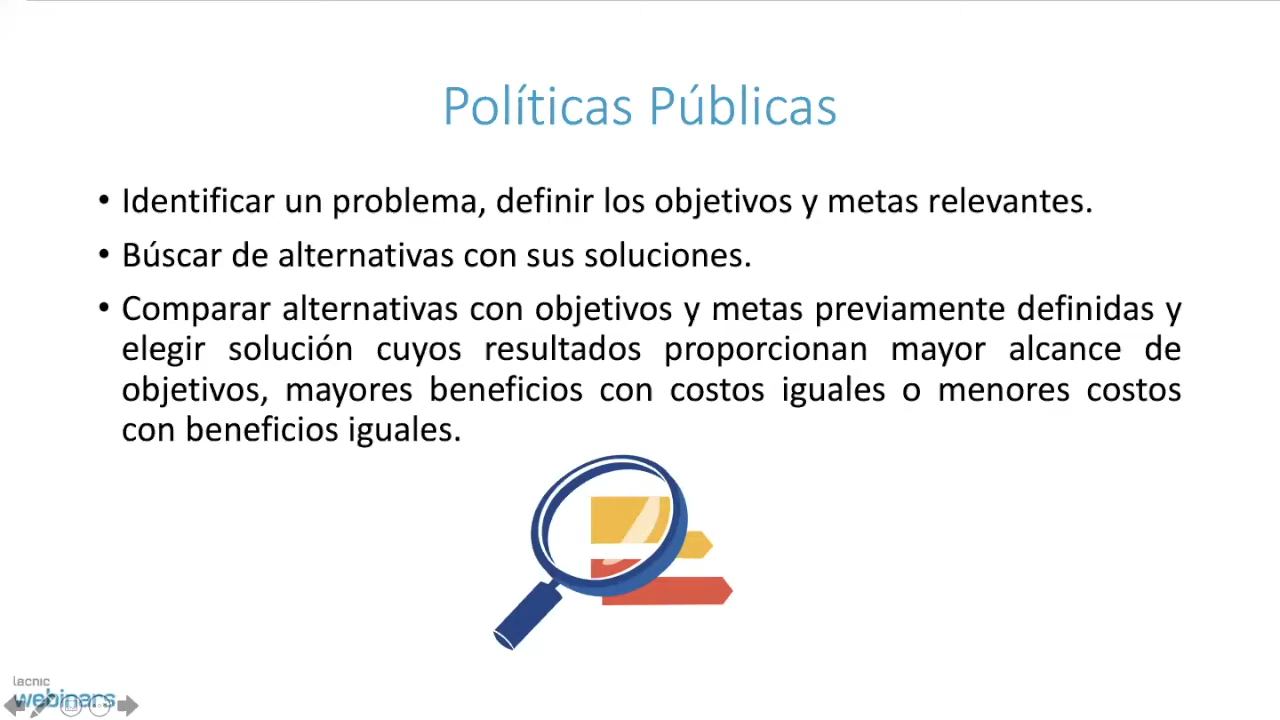 Políticas Públicas
• Identificar un problema, definir los objetivos y metas relevantes.
• Búscar de alternativas con sus soluciones.
• Comparar alternativas con objetivos y metas previamente definidas y
elegir solución cuyos resultados proporcionan mayor alcance de
objetivos, mayores beneficios con costos iguales o menores costos
con beneficios iguales.
lacnic
webinars